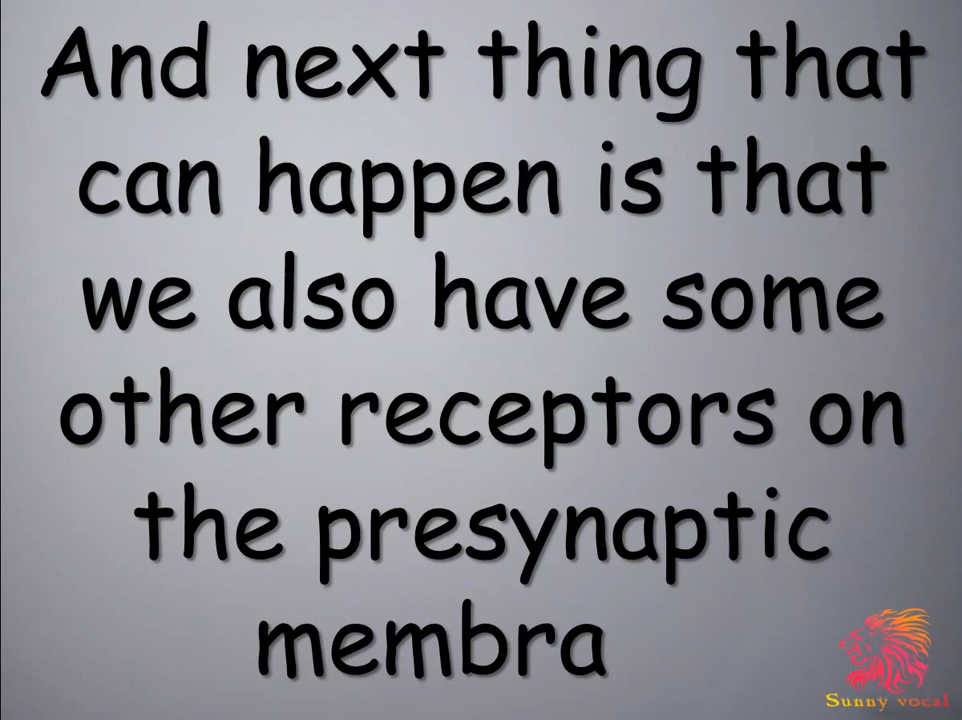 And next thing that
can happen is that
we also have some
other receptors on
the presynaptic
membra
Sunny vocal